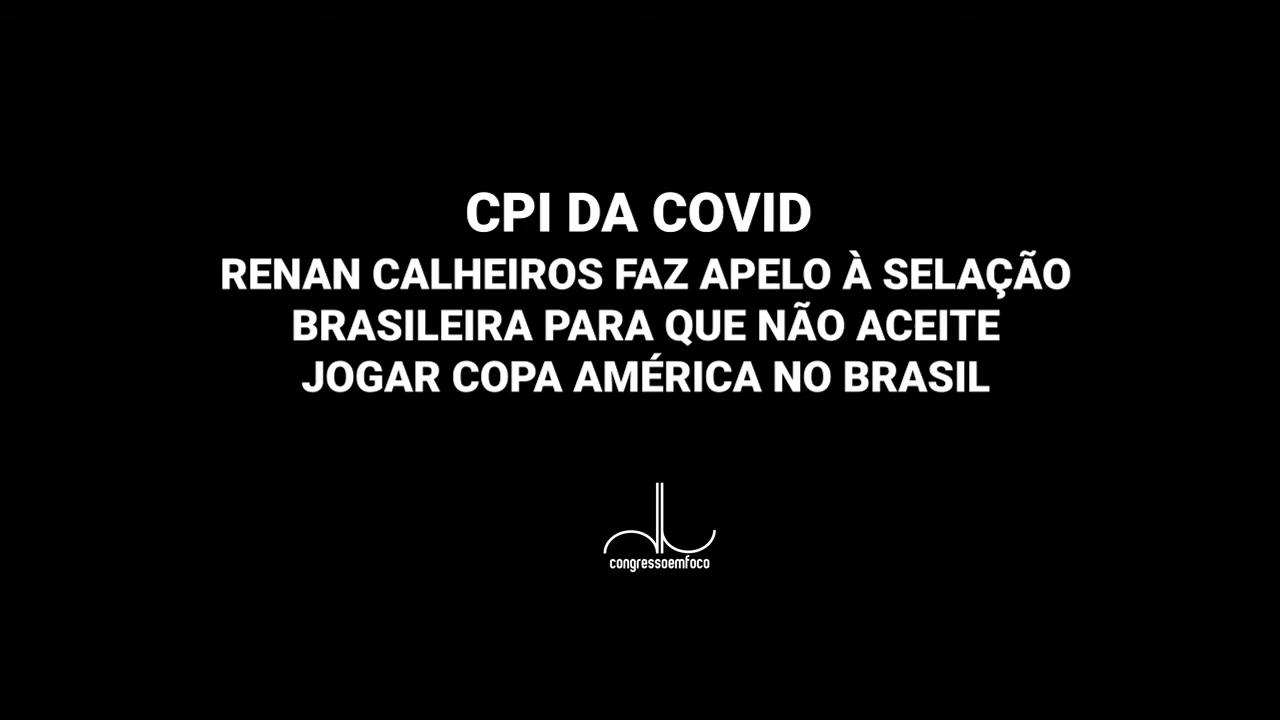 CPI DA COVID
RENAN CALHEIROS FAZ APELO À SELAÇÃO
BRASILEIRA PARA QUE NÃO ACEITE
JOGAR COPA AMÉRICA NO BRASIL
congressoemfoco